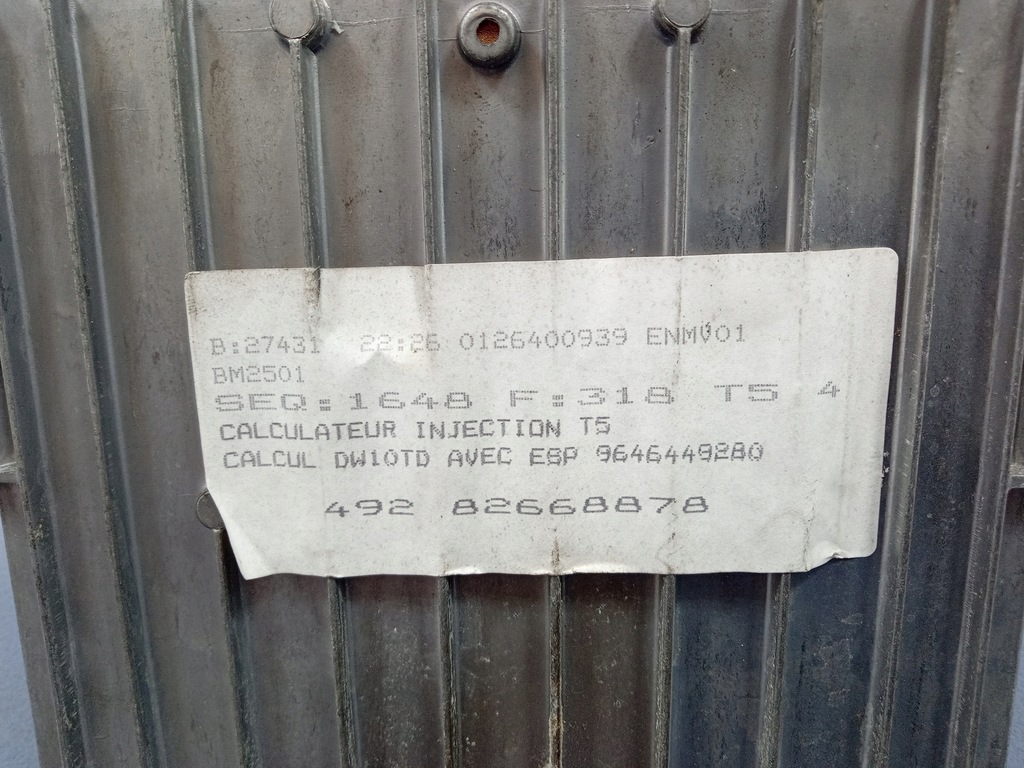 B:27431 22:26 0126400939 ENMV01
BM2501
SEQ:1648 F:318 T5 4
CALCULATEUR INJECTION T5
CALCUL DW10TD AVEC EBP 9646449280
492 82668878